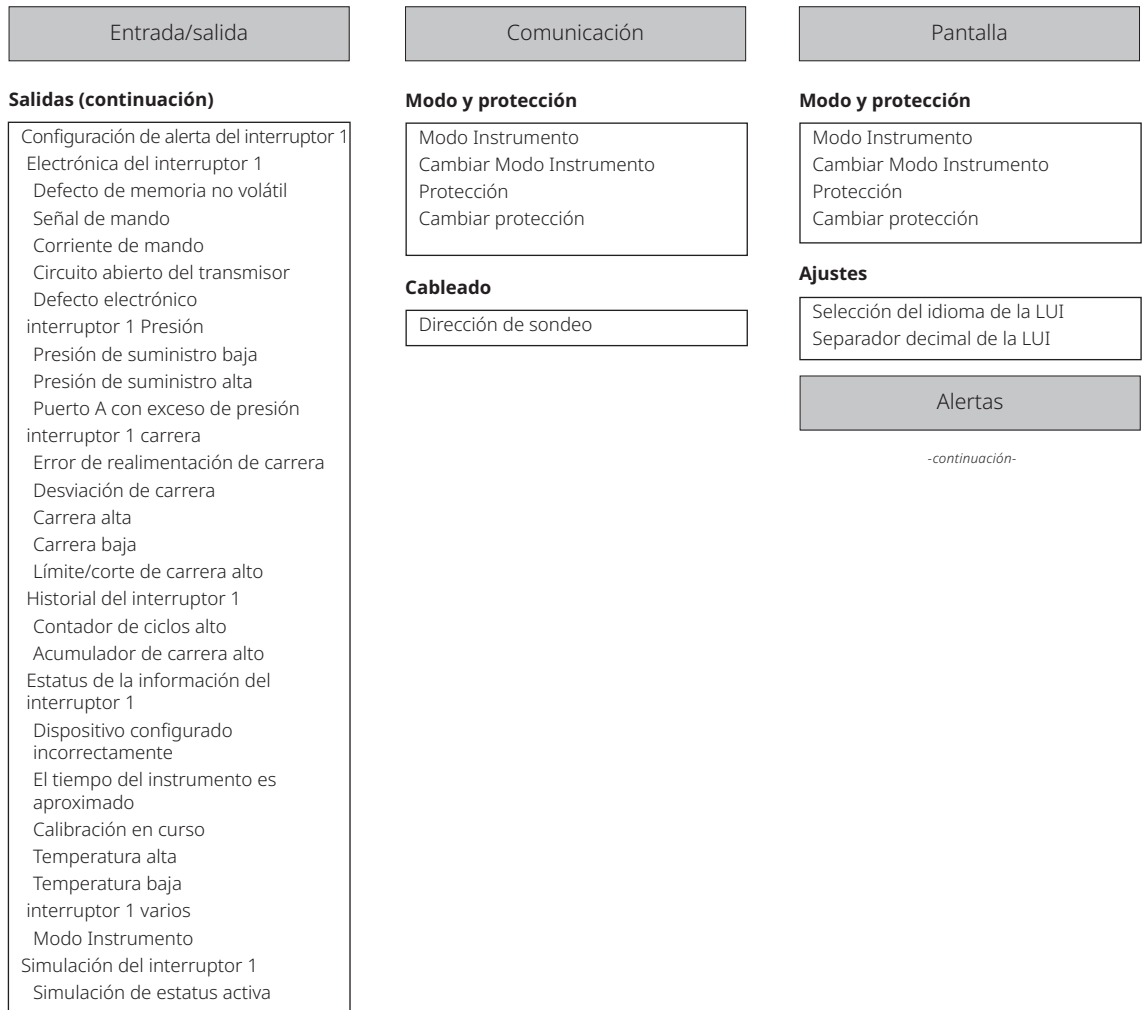 Entrada/salida
Salidas (continuación)
Configuración de alerta del interruptor 1
Electrónica del interruptor 1
Defecto de memoria no volátil
Señal de mando
Corriente de mando
Circuito abierto del transmisor
Defecto electrónico
interruptor 1 Presión
Presión de suministro baja
Presión de suministro alta
Puerto A con exceso de presión
interruptor 1 carrera
Error de realimentación de carrera
Desviación de carrera
Carrera alta
Carrera baja
Límite/corte de carrera alto
Historial del interruptor 1
Contador de ciclos alto
Acumulador de carrera alto
Estatus de la información del
interruptor 1
Dispositivo configurado
incorrectamente
El tiempo del instrumento es
aproximado
Calibración en curso
Temperatura alta
Temperatura baja
interruptor 1 varios
Modo Instrumento
Simulación del interruptor 1
Simulación de estatus activa
Comunicación
Modo y protección
Modo Instrumento
Cambiar Modo Instrumento
Protección
Cambiar protección
Cableado
Dirección de sondeo
Pantalla
Modo y protección
Modo Instrumento
Cambiar Modo Instrumento
Protección
Cambiar protección
Ajustes
Selección del idioma de la LUI
Separador decimal de la LUI
Alertas
-continuación-